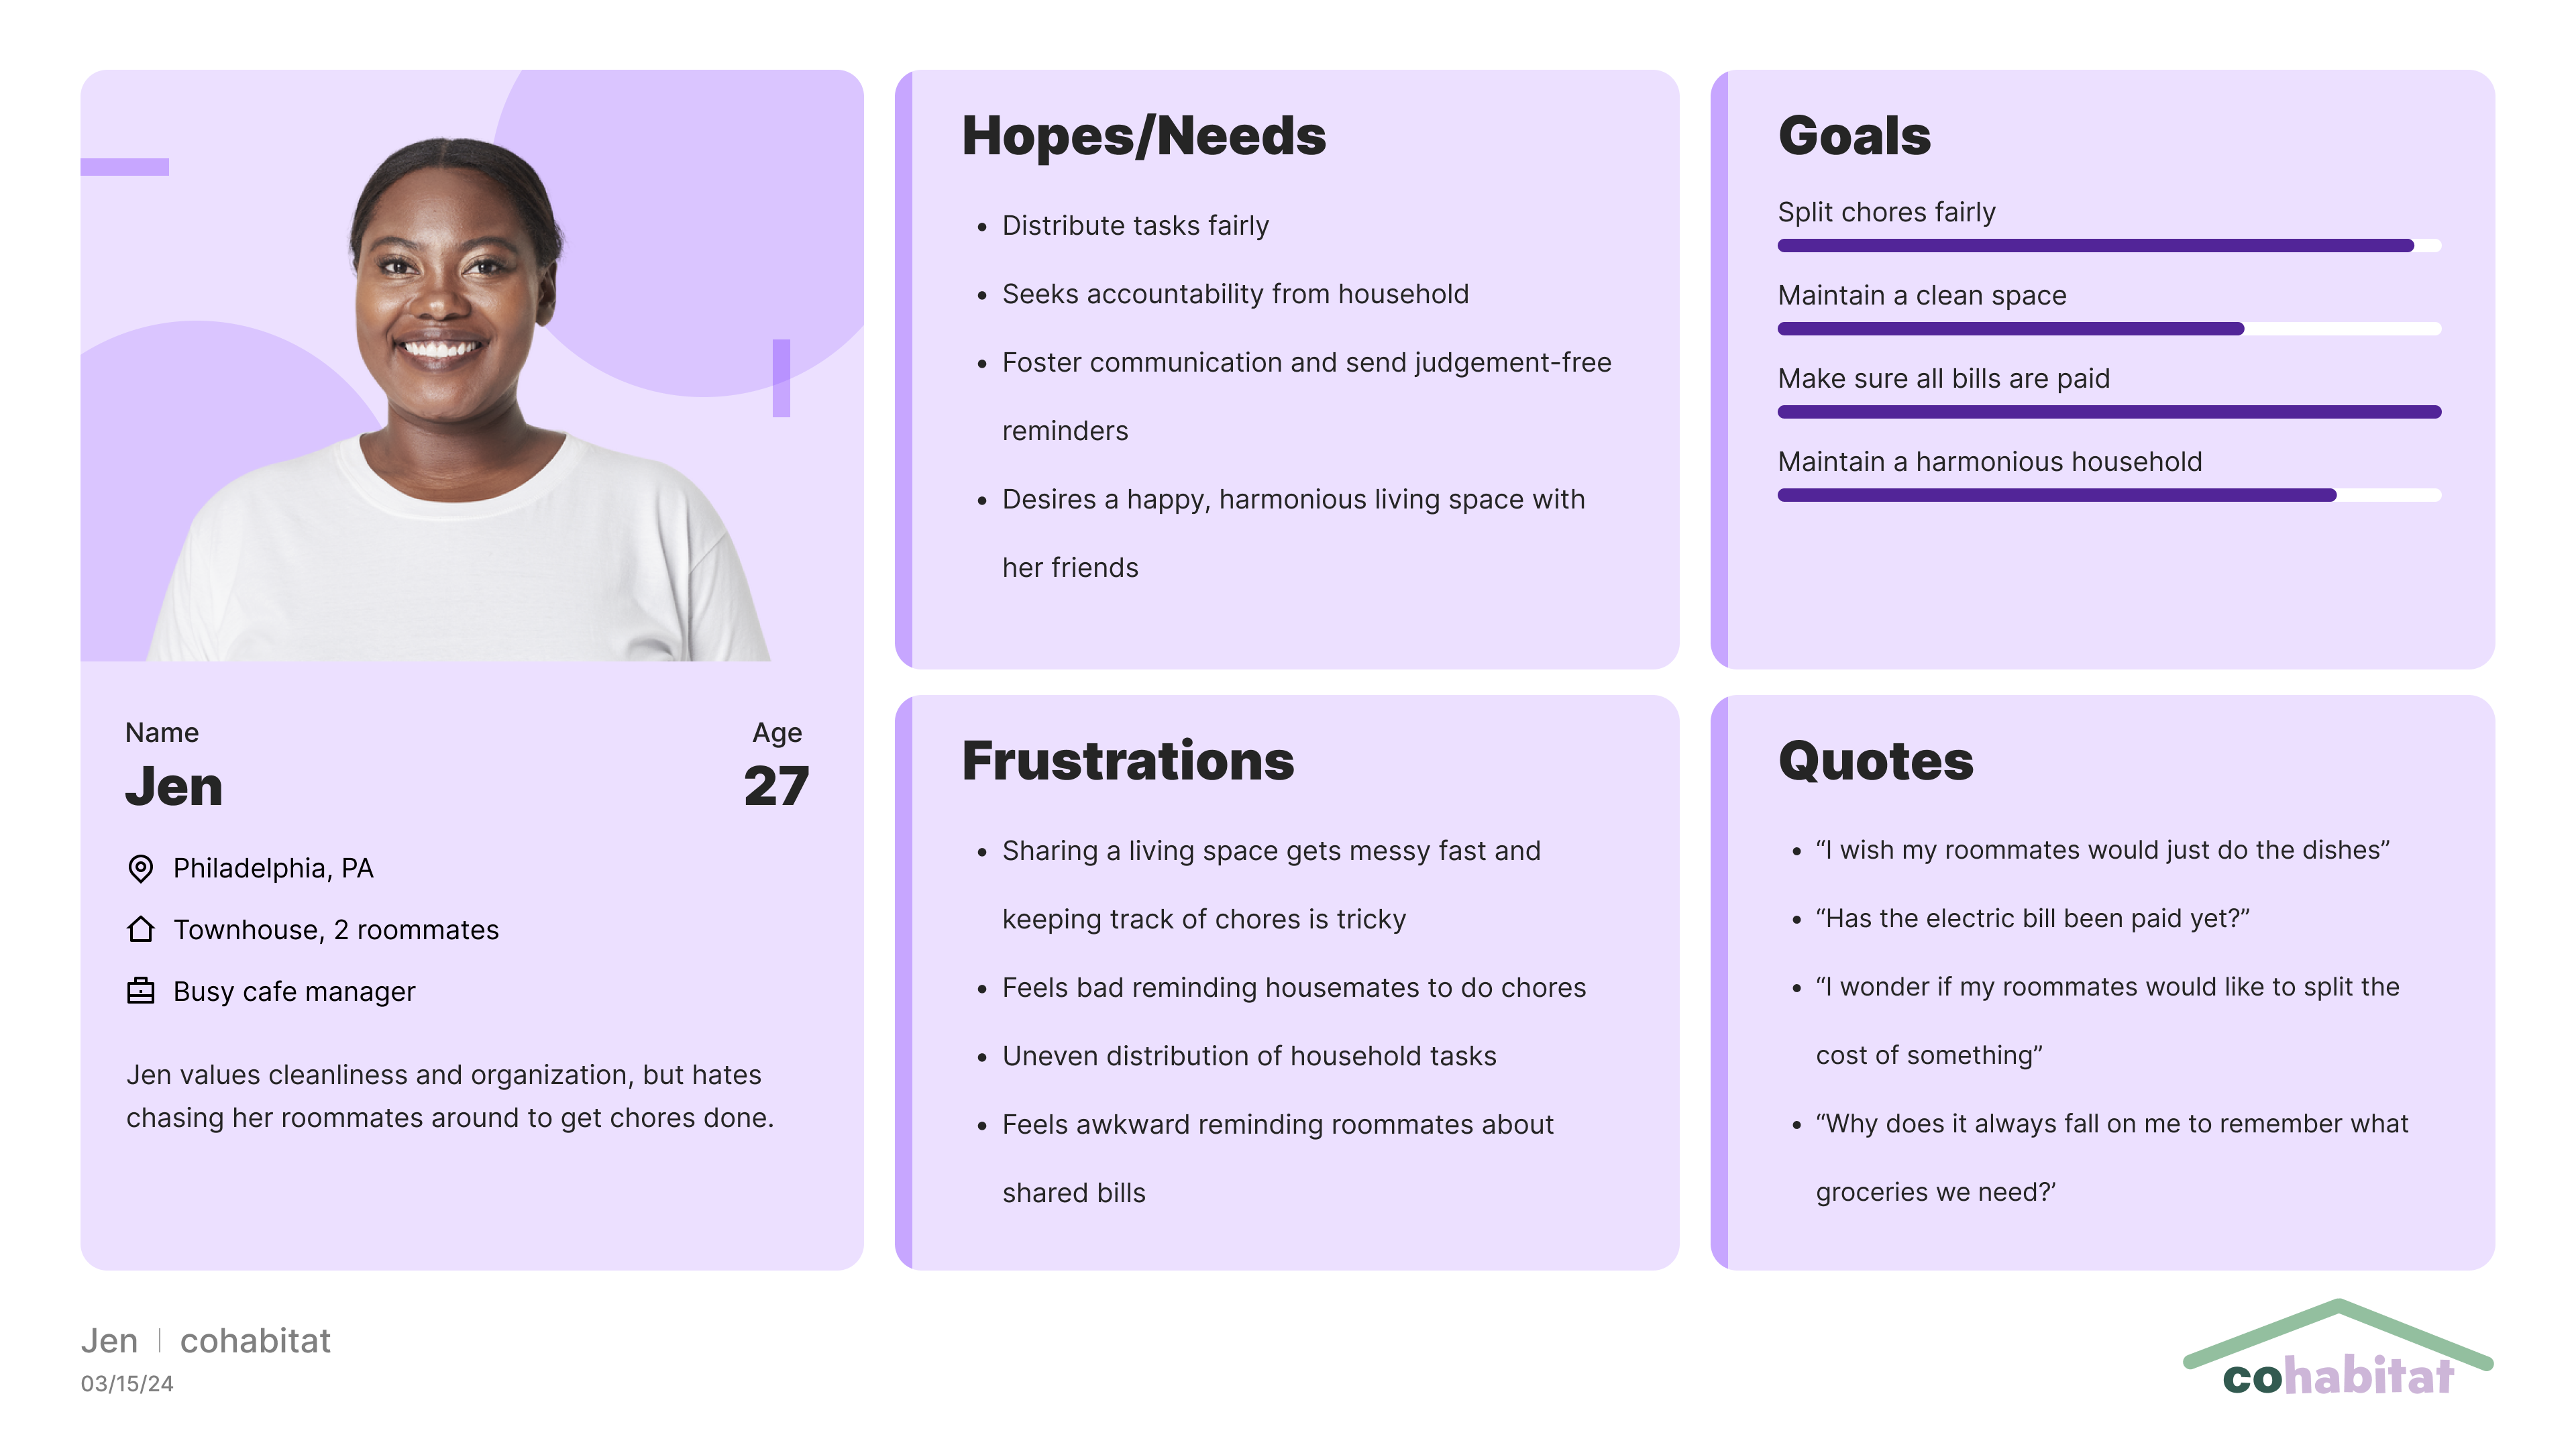 Name
Jen
Age
27
Philadelphia, PA
Townhouse, 2 roommates
Busy cafe manager
Jen values cleanliness and organization, but hates
chasing her roommates around to get chores done.
Hopes/Needs
• Distribute tasks fairly
• Seeks accountability from household
• Foster communication and send judgement-free
reminders
• Desires a happy, harmonious living space with
her friends
Goals
Split chores fairly
Maintain a clean space
Make sure all bills are paid
Maintain a harmonious household
Frustrations
• Sharing a living space gets messy fast and
keeping track of chores is tricky
• Feels bad reminding housemates to do chores
• Uneven distribution of household tasks
• Feels awkward reminding roommates about
shared bills
Quotes
• “I wish my roommates would just do the dishes”
• “Has the electric bill been paid yet?”
• “I wonder if my roommates would like to split the
cost of something”
• “Why does it always fall on me to remember what
groceries we need?’
Jen | cohabitat
03/15/24
cohabitat